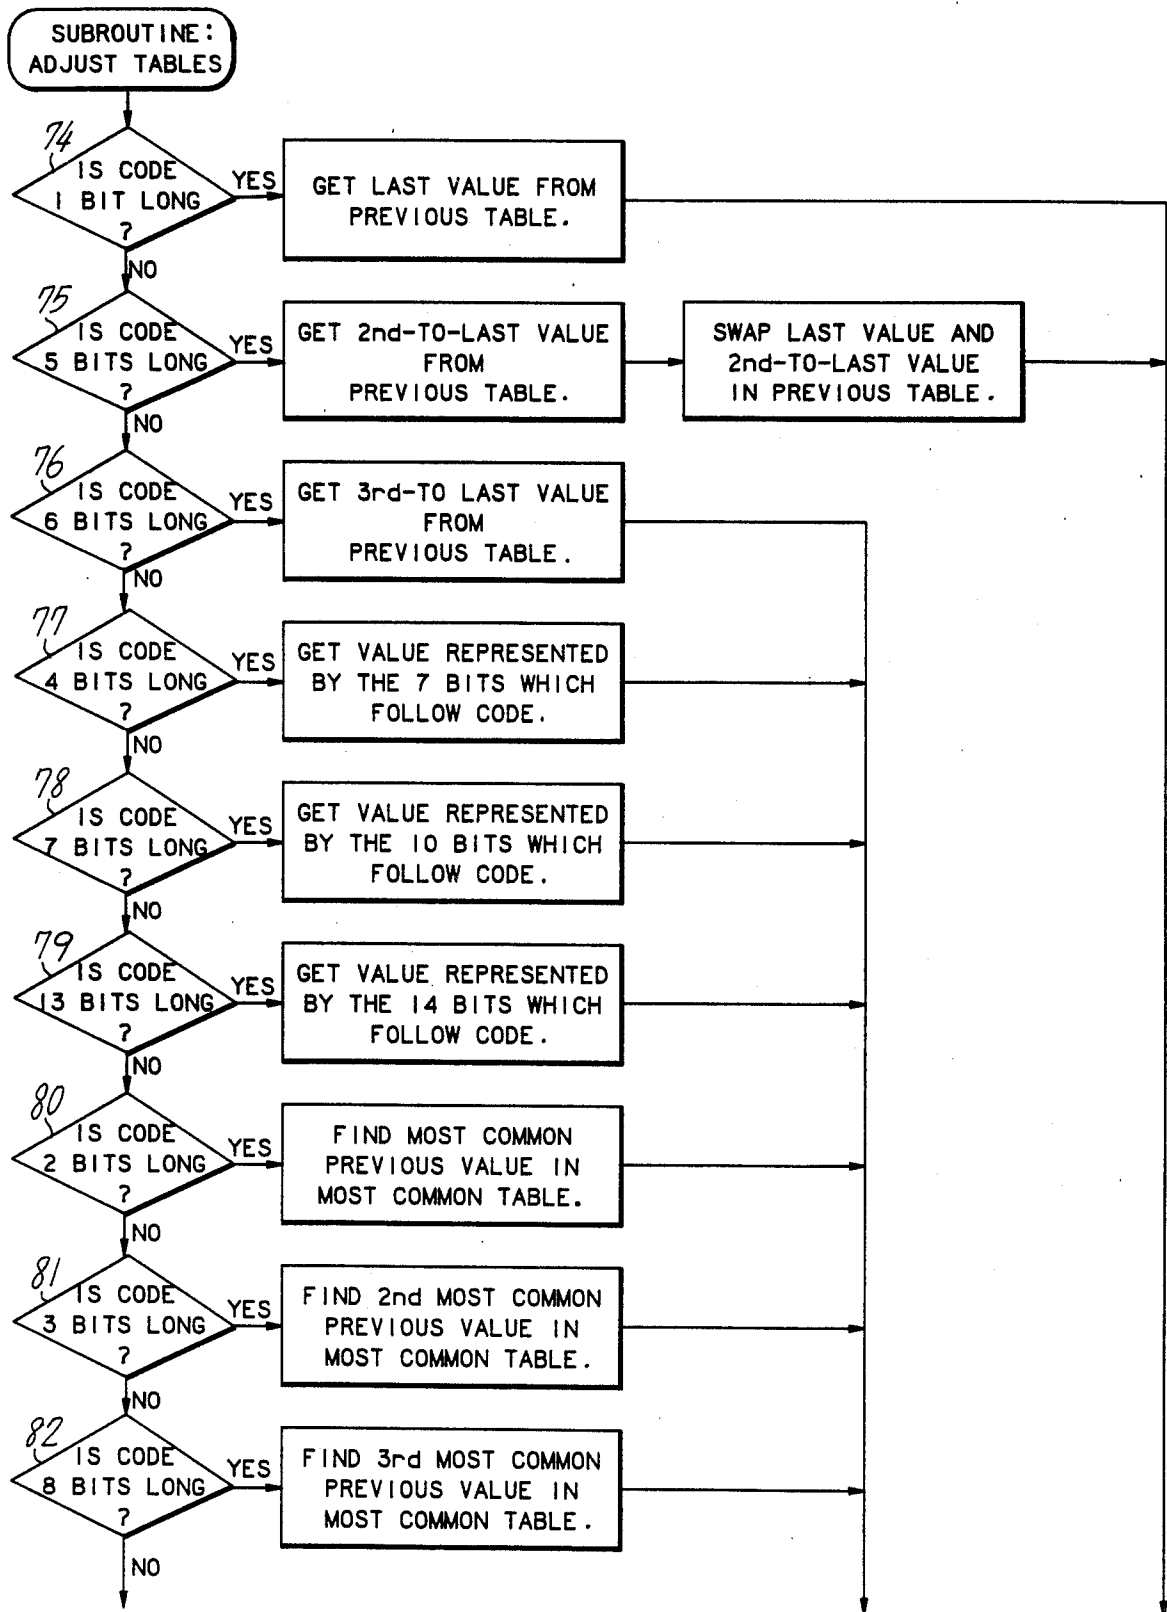 SUBROUTINE:
ADJUST TABLES
74
IS CODE
1 BIT LONG
?
YES
GET LAST VALUE FROM
PREVIOUS TABLE.
NO
75
IS CODE
5 BITS LONG
?
YES
GET 2nd-TO-LAST VALUE
FROM
PREVIOUS TABLE.
SWAP LAST VALUE AND
2nd-TO-LAST VALUE
IN PREVIOUS TABLE.
NO
76
IS CODE
6 BITS LONG
?
YES
GET 3rd-TO LAST VALUE
FROM
PREVIOUS TABLE.
NO
77
IS CODE
4 BITS LONG
?
YES
GET VALUE REPRESENTED
BY THE 7 BITS WHICH
FOLLOW CODE.
NO
78
IS CODE
7 BITS LONG
?
YES
GET VALUE REPRESENTED
BY THE 10 BITS WHICH
FOLLOW CODE.
NO
79
IS CODE
13 BITS LONG
?
YES
GET VALUE REPRESENTED
BY THE 14 BITS WHICH
FOLLOW CODE.
NO
80
IS CODE
2 BITS LONG
?
YES
FIND MOST COMMON
PREVIOUS VALUE IN
MOST COMMON TABLE.
NO
81
IS CODE
3 BITS LONG
?
YES
FIND 2nd MOST COMMON
PREVIOUS VALUE IN
MOST COMMON TABLE.
NO
82
IS CODE
8 BITS LONG
?
YES
FIND 3rd MOST COMMON
PREVIOUS VALUE IN
MOST COMMON TABLE.
NO